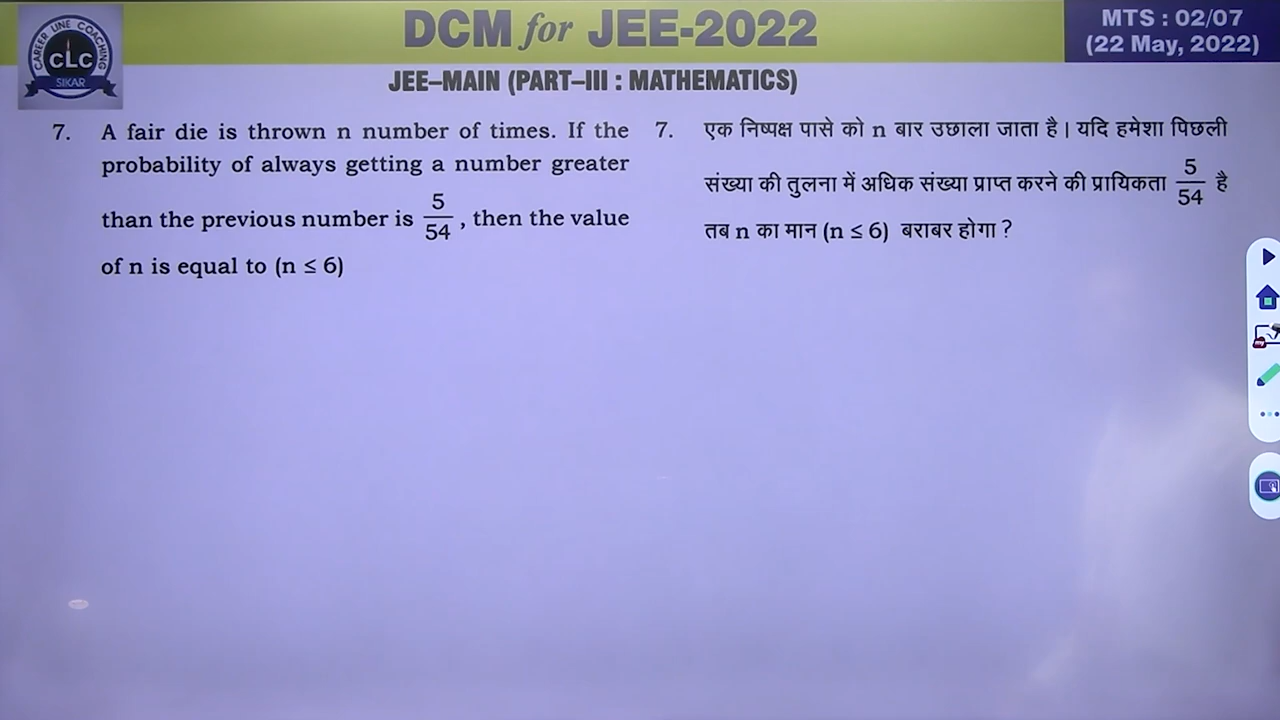 CAREER LINE COACHING
CLC
SIKAR
DCM for JEE-2022
MTS : 02/07
(22 May, 2022)
JEE–MAIN (PART–III : MATHEMATICS)
7. A fair die is thrown n number of times. If the
probability of always getting a number greater
than the previous number is 5/54, then the value
of n is equal to (n ≤ 6)
7. एक निष्पक्ष पासे को n बार उछाला जाता है। यदि हमेशा पिछली
संख्या की तुलना में अधिक संख्या प्राप्त करने की प्रायिकता 5/54 है
तब n का मान (n ≤ 6) बराबर होगा ?